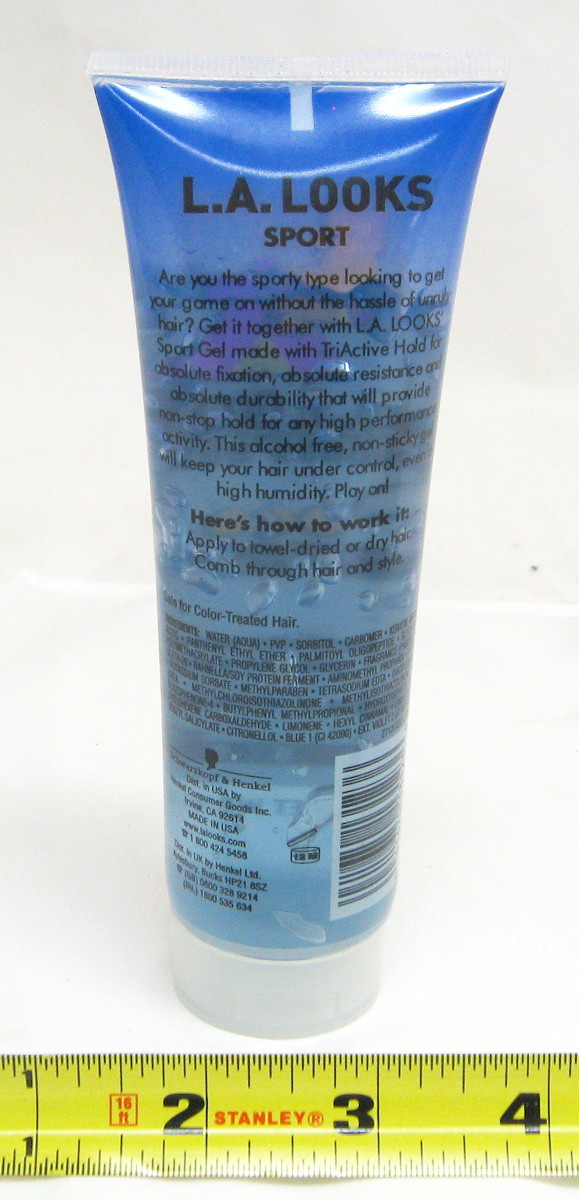 L.A. LOOKS
SPORT
Are you the sporty type looking to get
your game on without the hassle of unruly
hair? Get it together with L.A. LOOKS'
Sport Gel made with TriActive Hold for
absolute fixation, absolute resistance and
absolute durability that will provide
non-stop hold for any high performance
activity. This alcohol free, non-sticky
will keep your hair under control, even
high humidity. Play on!
Here's how to work it:
Apply to towel-dried or dry hair.
Comb through hair and style.
Safe for Color-Treated Hair.
INGREDIENTS: WATER (AQUA) • PVP • SORBITOL • CARBOMER •
• PANTHENYL ETHYL ETHER • PALMITOYL OLIGOPEPTIDE •
• PROPYLENE GLYCOL • GLYCERIN • FRAGRANCE
PROTEIN FERMENT • AMINOMETHYL
SORBATE • METHYLPARABEN • TETRASODIUM EDTA •
• METHYLCHLOROISOTHIAZOLINONE •
• BUTYLPHENYL METHYLPROPIONAL •
CARBOXALDEHYDE • LIMONENE • HEXYL CINNAMAL •
SALICYLATE • CITRONELLOL • BLUE 1 (CI 42090) • EXT. VIOLET
Schwarzkopf & Henkel
Dist. in USA by
Henkel Consumer Goods Inc.
Irvine, CA 92614
MADE IN USA
www.lalooks.com
1 800 424 5458
Dist. in UK by Henkel Ltd.
Aylesbury, Bucks HP21 8SZ
(GB) 0800 328 9214
(IRL) 1800 535 634
12 M
1 16 ft 2 STANLEY® 3 4
1